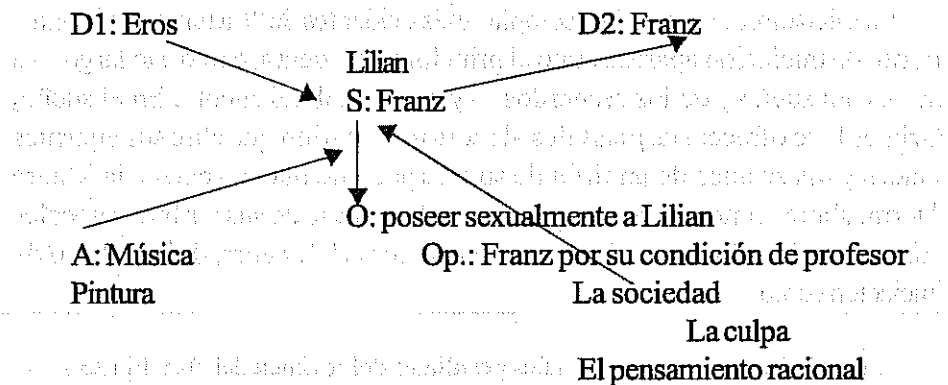 D1: Eros D2: Franz
Lilian
S: Franz
O: poseer sexualmente a Lilian
A: Música Op.: Franz por su condición de profesor
Pintura La sociedad
La culpa
El pensamiento racional